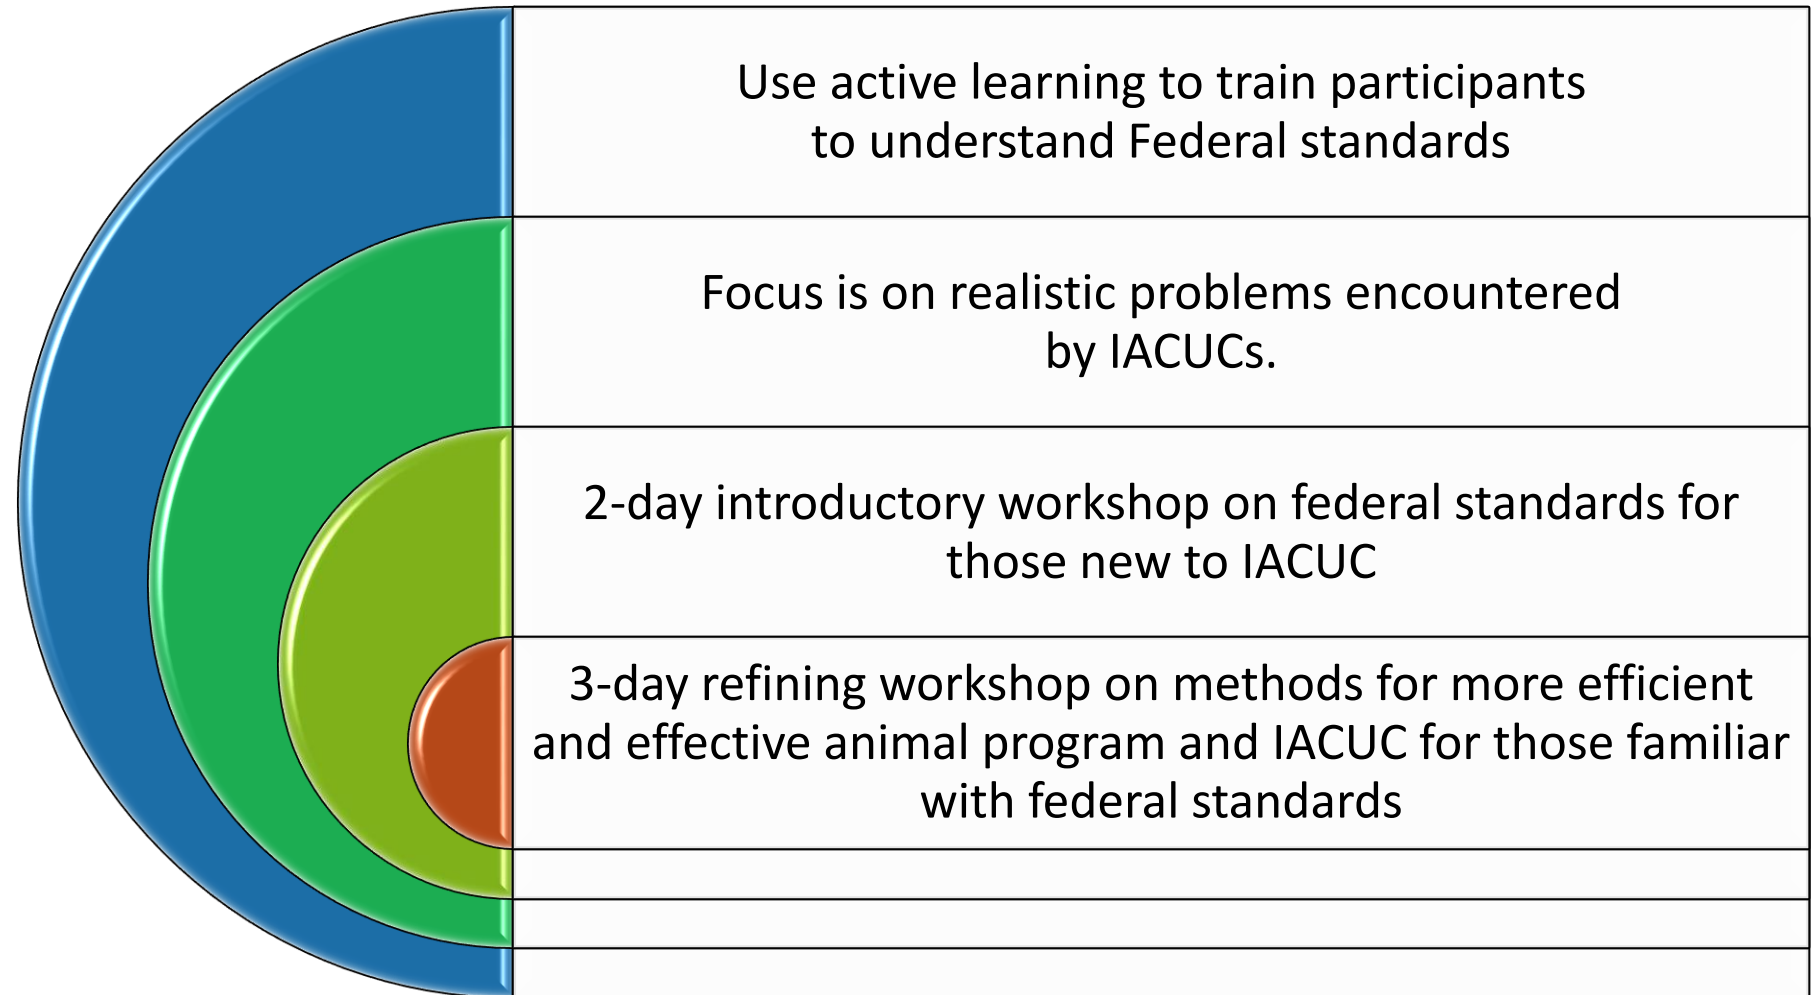 Use active learning to train participants
to understand Federal standards
Focus is on realistic problems encountered
by IACUCs.
2-day introductory workshop on federal standards for
those new to IACUC
3-day refining workshop on methods for more efficient
and effective animal program and IACUC for those familiar
with federal standards